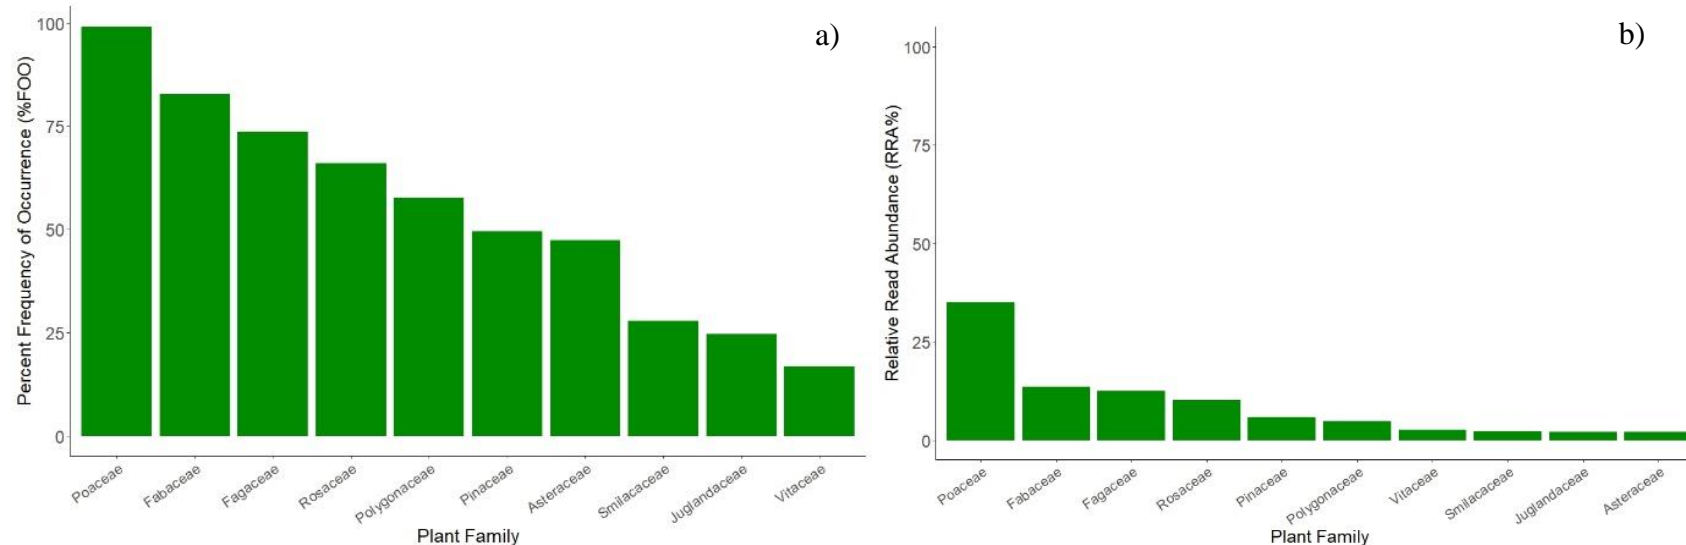 a)
Percent Frequency of Occurrence (%FOO)
100
75
50
25
0
Poaceae
Fabaceae
Fagaceae
Rosaceae
Polygonaceae
Pinaceae
Asteraceae
Smilacaceae
Juglandaceae
Vitaceae
Plant Family
b)
Relative Read Abundance (RRA%)
100
75
50
25
0
Poaceae
Fabaceae
Fagaceae
Rosaceae
Pinaceae
Polygonaceae
Vitaceae
Smilacaceae
Juglandaceae
Asteraceae
Plant Family